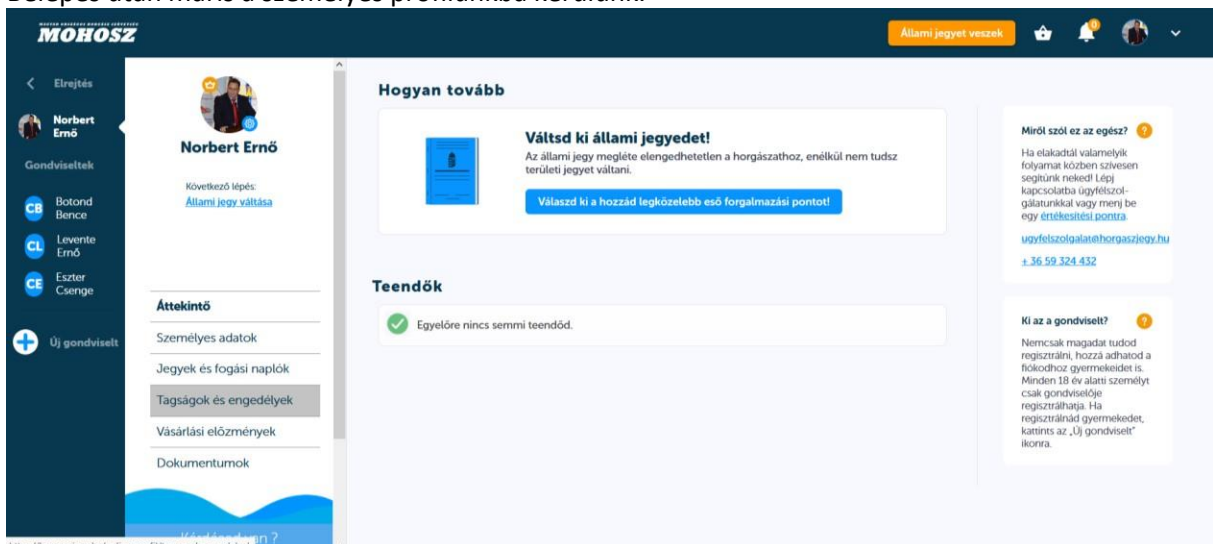 Belépés után máris a személyes profilunkba kerülünk.
MOHOSZ
Állami jegyet veszek
Elrejtés
Norbert
Ernő
Gondviseltek
CB
Botond
Bence
CL
Levente
Ernő
CE
Eszter
Csenge
Új gondviselt
Norbert Ernő
Következő lépés:
Állami jegy váltása
Áttekintő
Személyes adatok
Jegyek és fogási naplók
Tagságok és engedélyek
Vásárlási előzmények
Dokumentumok
Hogyan tovább
Váltsd ki állami jegyedet!
Az állami jegy megléte elengedhetetlen a horgászathoz, enélkül nem tudsz
területi jegyet váltani.
Válaszd ki a hozzád legközelebb eső forgalmazási pontot!
Teendők
Egyelőre nincs semmi teendőd.
Miről szól ez az egész? ?
Ha elakadtál valamelyik
folyamat közben szívesen
segítünk neked! Lépj
kapcsolatba ügyfélszol-
gálatunkkal vagy menj be
egy értékesítési pontra.
ugyfelszolgalat@horgaszjegy.hu
+ 36 59 324 432
Ki az a gondviselt? ?
Nemcsak magadat tudod
regisztrálni, hozzá adhatod a
fiókodhoz gyermekeidet is.
Minden 18 év alatti személyt
csak gondviselője
regisztrálhatja. Ha
regisztrálnád gyermekedet,
kattints az „Új gondviselt"
ikonra.